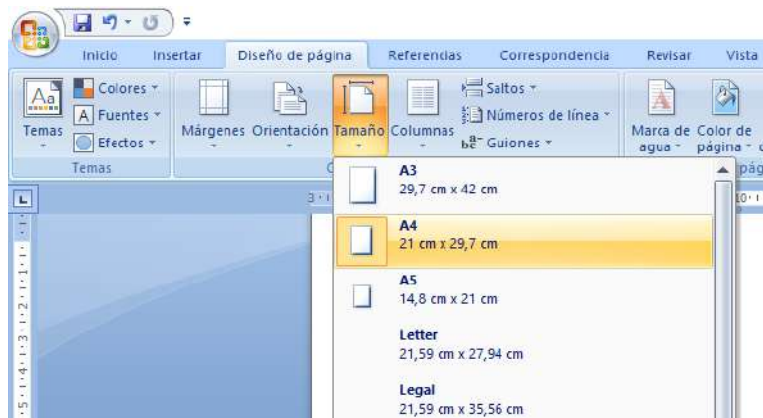 Inicio Insertar Diseño de página Referencias Correspondencia Revisar Vista
Aa Temas
Colores
A Fuentes
Efectos
Márgenes Orientación Tamaño Columnas
Saltos
Números de línea
Guiones
Marca de agua
Color de página
Temas
A3
29,7 cm x 42 cm
A4
21 cm x 29,7 cm
A5
14,8 cm x 21 cm
Letter
21,59 cm x 27,94 cm
Legal
21,59 cm x 35,56 cm